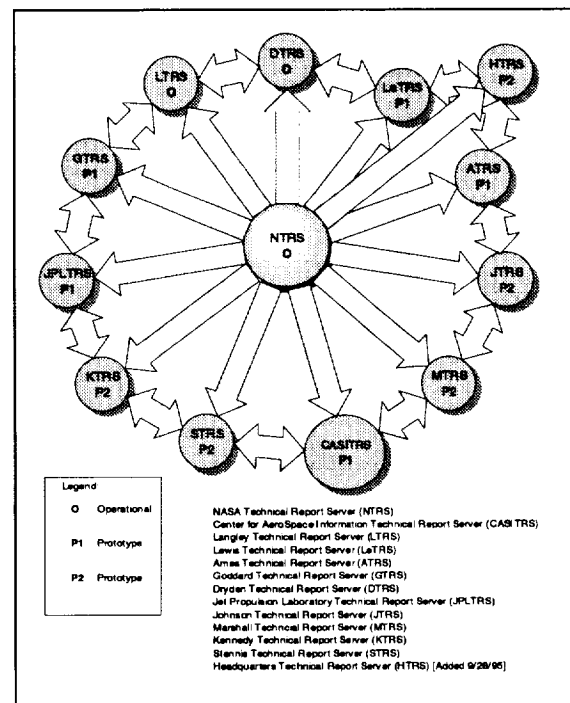 DTRS
O
LTRS
O
LeTRS
P1
HTRS
P2
GTRS
P1
ATRS
P1
NTRS
O
JPLTRS
P1
JTRS
P2
KTRS
P2
MTRS
P2
STRS
P2
CASITRS
P1
Legend
O Operational
P1 Prototype
P2 Prototype
NASA Technical Report Server (NTRS)
Center for AeroSpace Information Technical Report Server (CASITRS)
Langley Technical Report Server (LTRS)
Lewis Technical Report Server (LeTRS)
Ames Technical Report Server (ATRS)
Goddard Technical Report Server (GTRS)
Dryden Technical Report Server (DTRS)
Jet Propulsion Laboratory Technical Report Server (JPLTRS)
Johnson Technical Report Server (JTRS)
Marshall Technical Report Server (MTRS)
Kennedy Technical Report Server (KTRS)
Stennis Technical Report Server (STRS)
Headquarters Technical Report Server (HTRS) [Added 9/28/95]